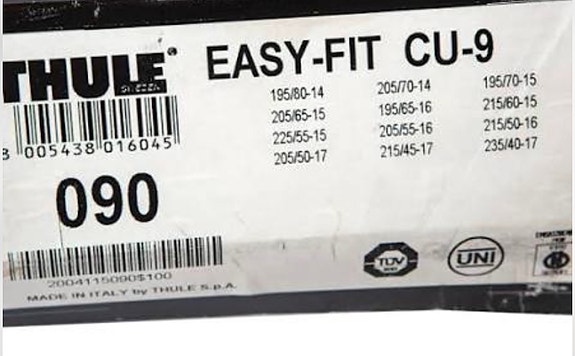 THULE® EASY-FIT CU-9
SWEDEN
195/80-14 205/70-14 195/70-15
205/65-15 195/65-16 215/60-15
225/55-15 205/55-16 215/50-16
205/50-17 215/45-17 235/40-17
8 005438 016045
090
2004115090$100
MADE IN ITALY by THULE S.p.A.
TÜV
UNI